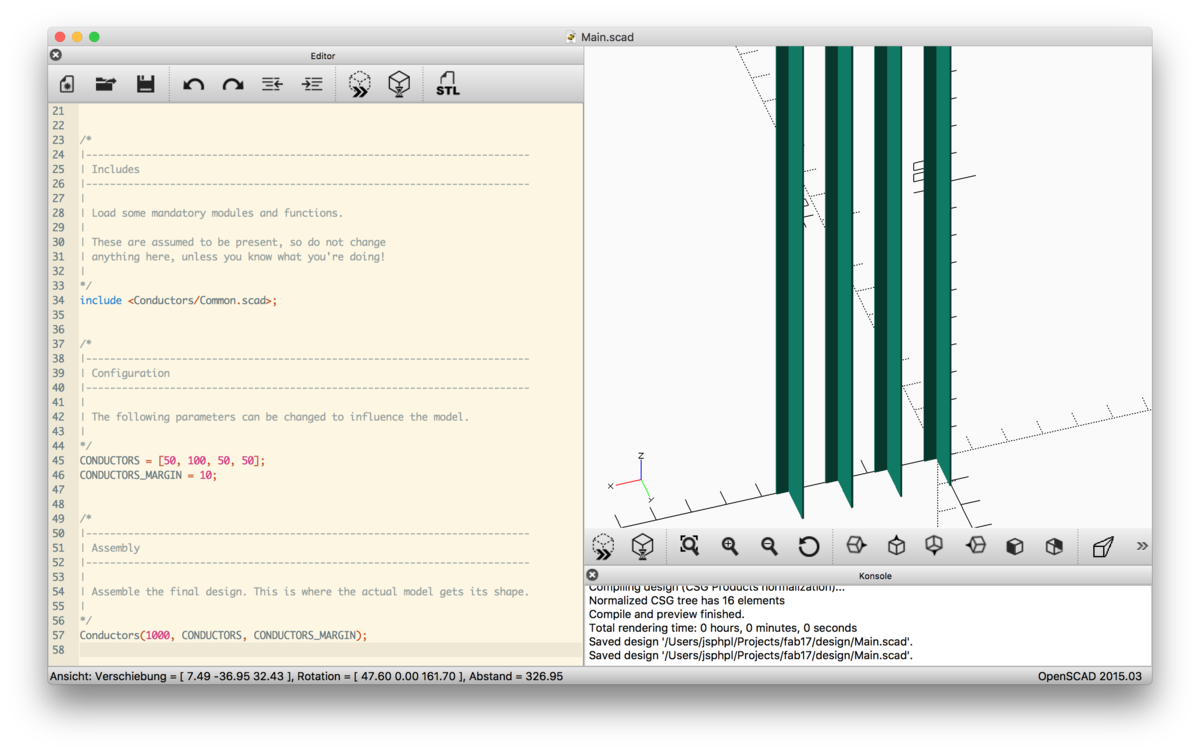 Main.scad
Editor
STL
21
22
23 /*
24 |--------------------------------------------------------------------------
25 | Includes
26 |--------------------------------------------------------------------------
27 |
28 | Load some mandatory modules and functions.
29 |
30 | These are assumed to be present, so do not change
31 | anything here, unless you know what you're doing!
32 |
33 */
34 include <Conductors/Common.scad>;
35
36
37 /*
38 |--------------------------------------------------------------------------
39 | Configuration
40 |--------------------------------------------------------------------------
41 |
42 | The following parameters can be changed to influence the model.
43 |
44 */
45 CONDUCTORS = [50, 100, 50, 50];
46 CONDUCTORS_MARGIN = 10;
47
48
49 /*
50 |--------------------------------------------------------------------------
51 | Assembly
52 |--------------------------------------------------------------------------
53 |
54 | Assemble the final design. This is where the actual model gets its shape.
55 |
56 */
57 Conductors(1000, CONDUCTORS, CONDUCTORS_MARGIN);
58
z
x
y
Konsole
Compiling design (CSG Products normalization)...
Normalized CSG tree has 16 elements
Compile and preview finished.
Total rendering time: 0 hours, 0 minutes, 0 seconds
Saved design '/Users/jsphpl/Projects/fab17/design/Main.scad'.
Saved design '/Users/jsphpl/Projects/fab17/design/Main.scad'.
Ansicht: Verschiebung = [ 7.49 -36.95 32.43 ], Rotation = [ 47.60 0.00 161.70 ], Abstand = 326.95
OpenSCAD 2015.03